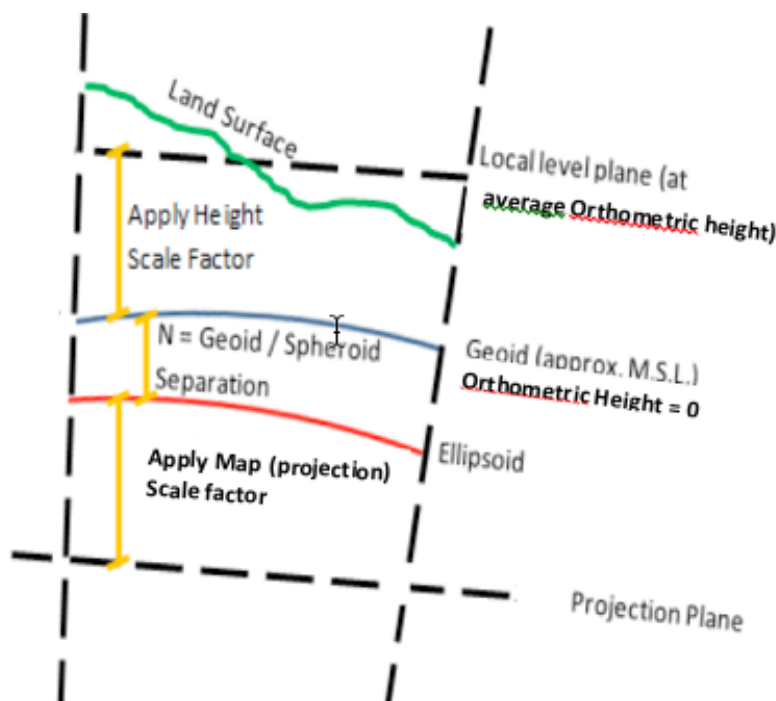 Land Surface
Local level plane (at
average Orthometric height)
Apply Height
Scale Factor
N = Geoid / Spheroid
Separation
Geoid (approx. M.S.L.)
Orthometric Height = 0
Ellipsoid
Apply Map (projection)
Scale factor
Projection Plane